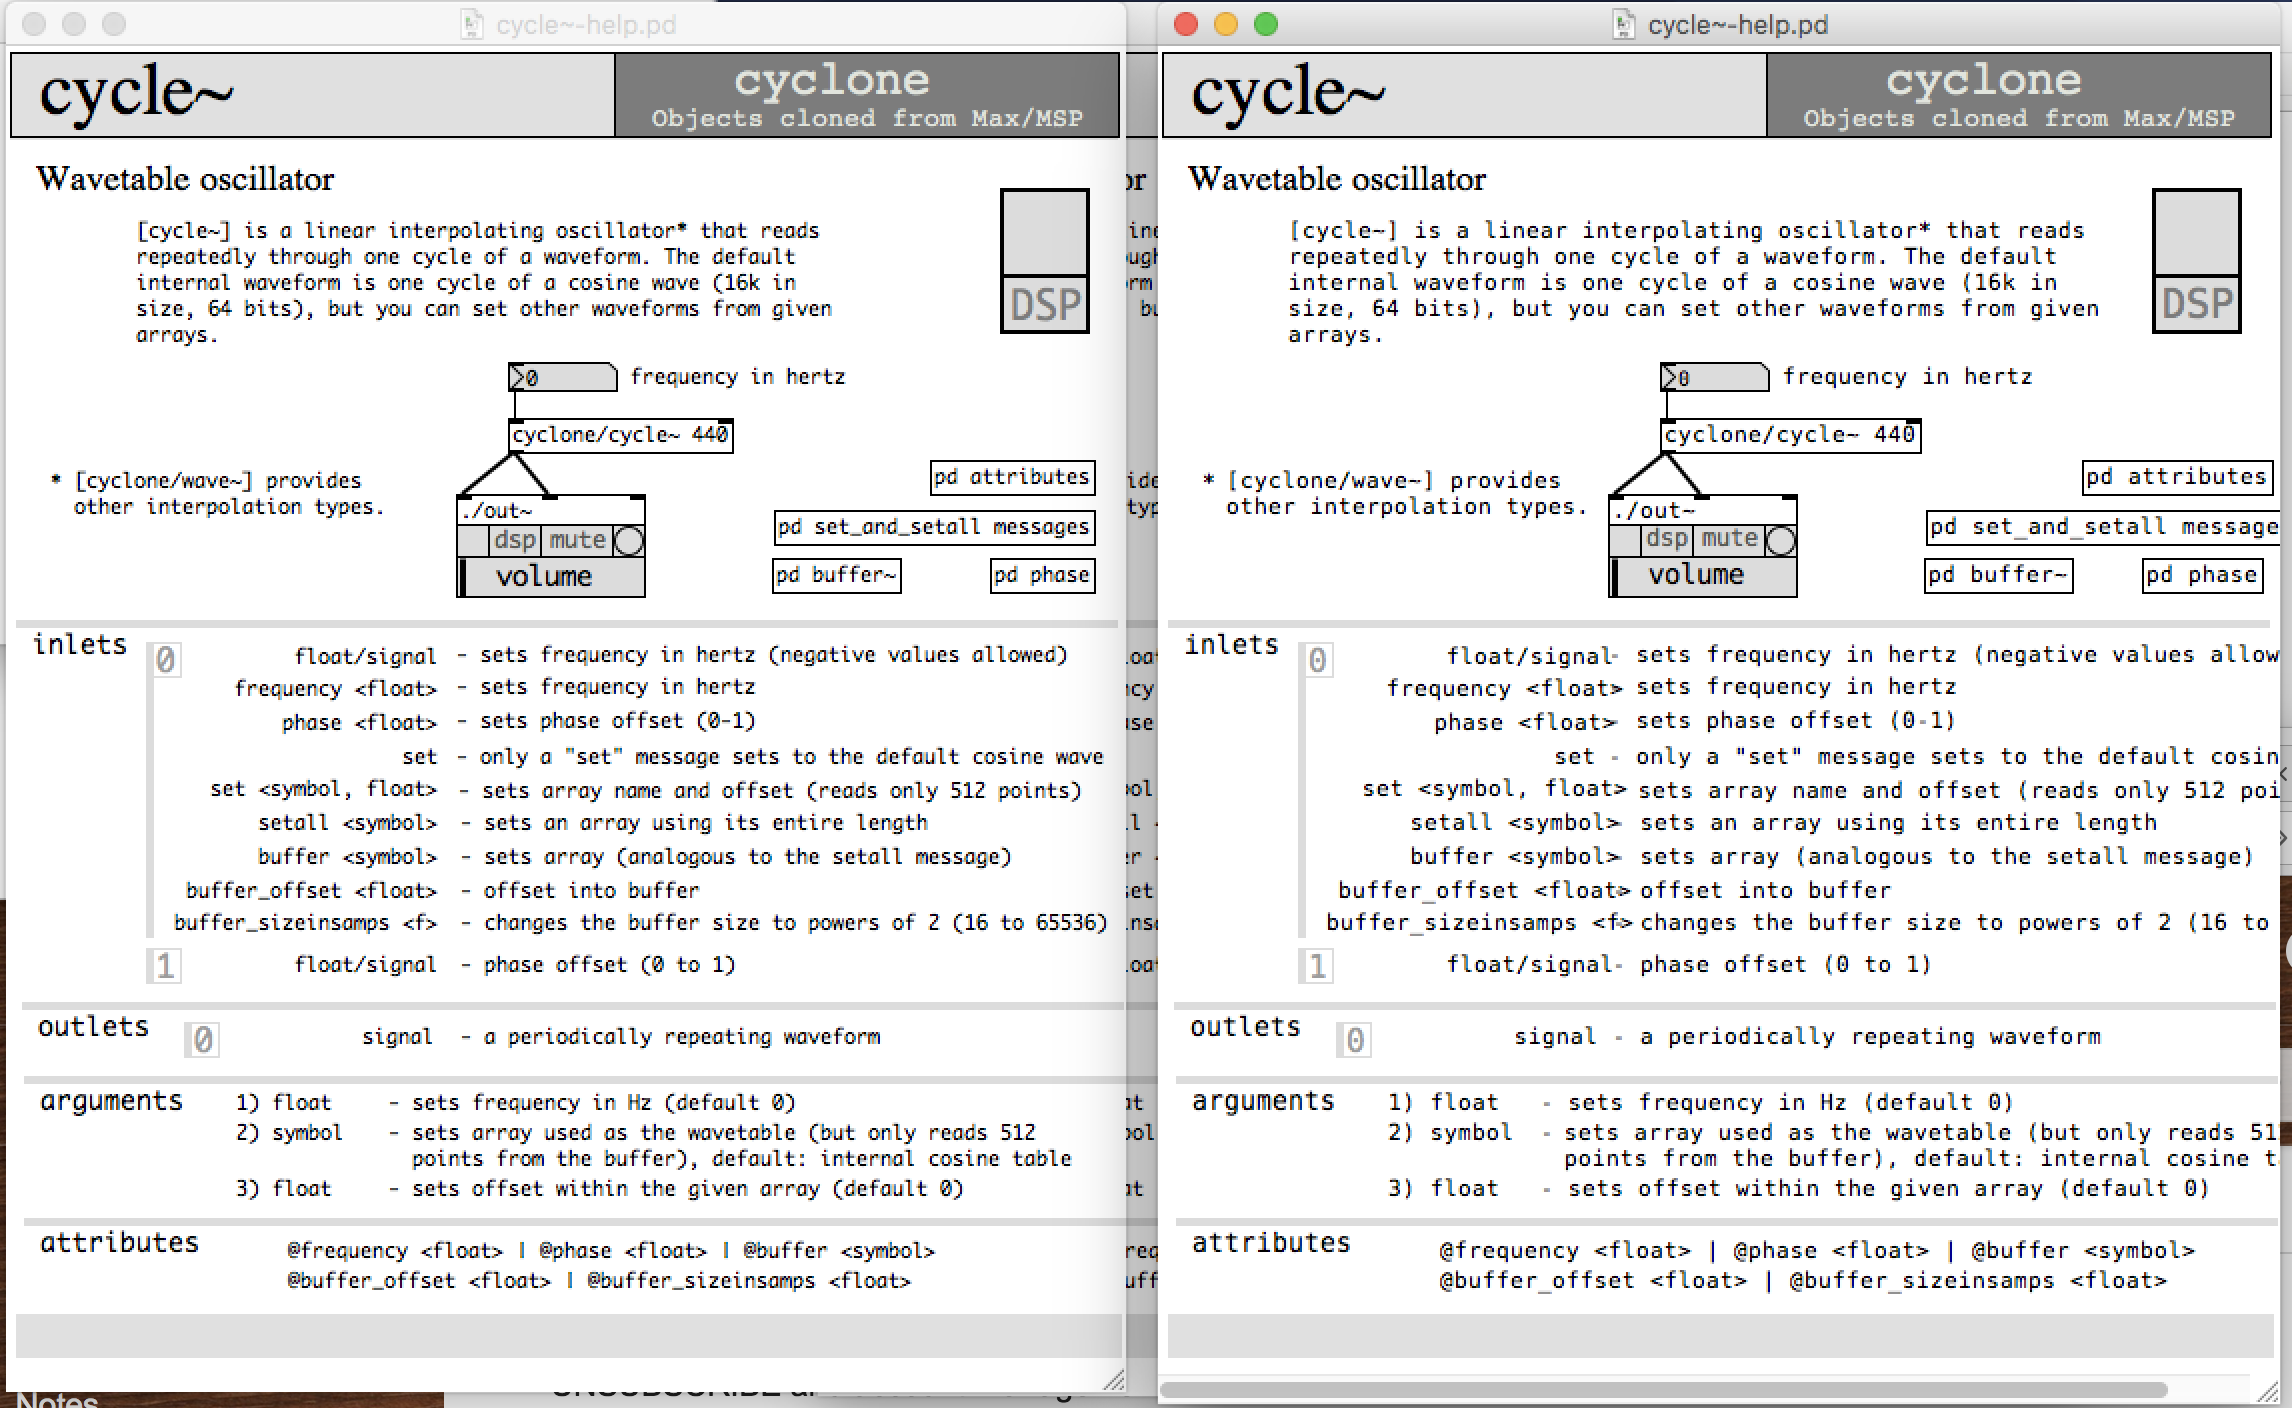 cycle~-help.pd
cycle~
cyclone
Objects cloned from Max/MSP
Wavetable oscillator
[cycle~] is a linear interpolating oscillator* that reads
repeatedly through one cycle of a waveform. The default
internal waveform is one cycle of a cosine wave (16k in
size, 64 bits), but you can set other waveforms from given
arrays.
DSP
0 frequency in hertz
cyclone/cycle~ 440
* [cyclone/wave~] provides
other interpolation types.
./out~
dsp mute
volume
pd attributes
pd set_and_setall messages
pd buffer~ pd phase
inlets
0 float/signal - sets frequency in hertz (negative values allowed)
frequency <float> - sets frequency in hertz
phase <float> - sets phase offset (0-1)
set - only a "set" message sets to the default cosine wave
set <symbol, float> - sets array name and offset (reads only 512 points)
setall <symbol> - sets an array using its entire length
buffer <symbol> - sets array (analogous to the setall message)
buffer_offset <float> - offset into buffer
buffer_sizeinsamps <f> - changes the buffer size to powers of 2 (16 to 65536)
1 float/signal - phase offset (0 to 1)
outlets
0 signal - a periodically repeating waveform
arguments
1) float - sets frequency in Hz (default 0)
2) symbol - sets array used as the wavetable (but only reads 512
points from the buffer), default: internal cosine table
3) float - sets offset within the given array (default 0)
attributes
@frequency <float> | @phase <float> | @buffer <symbol>
@buffer_offset <float> | @buffer_sizeinsamps <float>
cycle~-help.pd
cycle~
cyclone
Objects cloned from Max/MSP
Wavetable oscillator
[cycle~] is a linear interpolating oscillator* that reads
repeatedly through one cycle of a waveform. The default
internal waveform is one cycle of a cosine wave (16k in
size, 64 bits), but you can set other waveforms from given
arrays.
DSP
0 frequency in hertz
cyclone/cycle~ 440
* [cyclone/wave~] provides
other interpolation types.
./out~
dsp mute
volume
pd attributes
pd set_and_setall message
pd buffer~ pd phase
inlets
0 float/signal- sets frequency in hertz (negative values allow
frequency <float> sets frequency in hertz
phase <float>- sets phase offset (0-1)
set - only a "set" message sets to the default cosin
set <symbol, float> sets array name and offset (reads only 512 poi
setall <symbol>- sets an array using its entire length
buffer <symbol>- sets array (analogous to the setall message)
buffer_offset <float> offset into buffer
buffer_sizeinsamps <f> changes the buffer size to powers of 2 (16 to
1 float/signal- phase offset (0 to 1)
outlets
0 signal - a periodically repeating waveform
arguments
1) float - sets frequency in Hz (default 0)
2) symbol - sets array used as the wavetable (but only reads 51
points from the buffer), default: internal cosine t
3) float - sets offset within the given array (default 0)
attributes
@frequency <float> | @phase <float> | @buffer <symbol>
@buffer_offset <float> | @buffer_sizeinsamps <float>
Notes